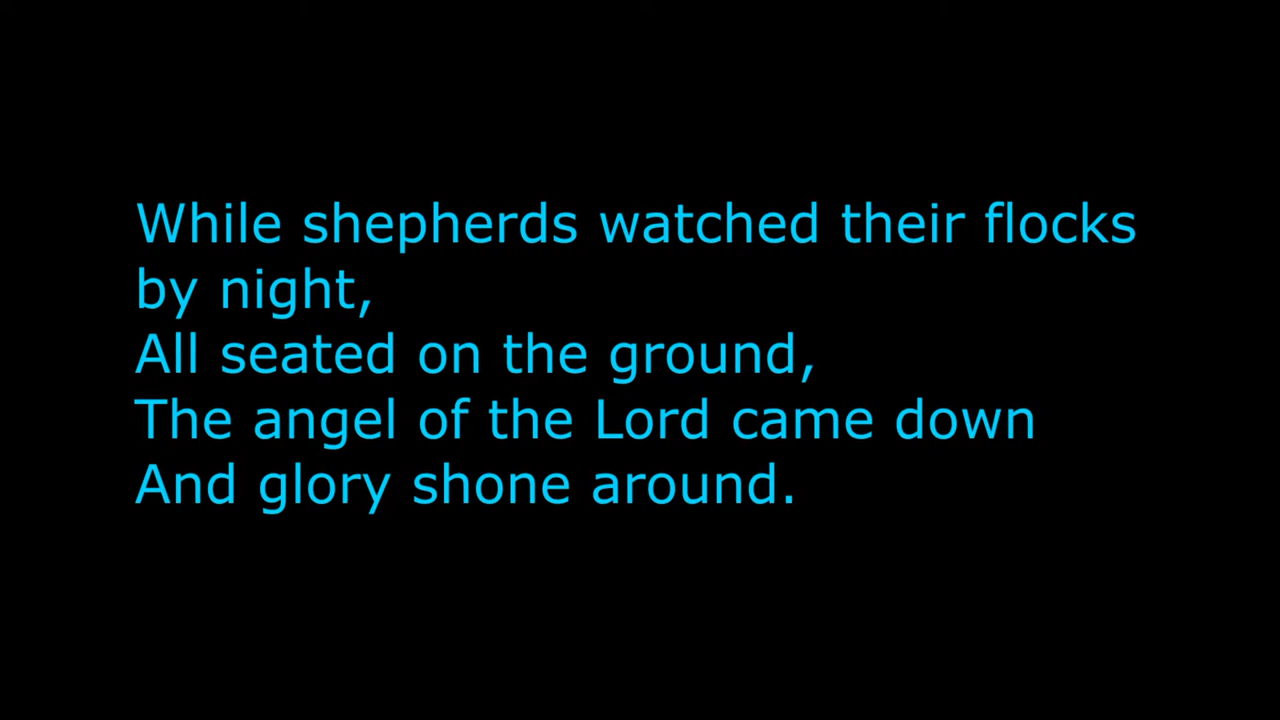 While shepherds watched their flocks
by night,
All seated on the ground,
The angel of the Lord came down
And glory shone around.